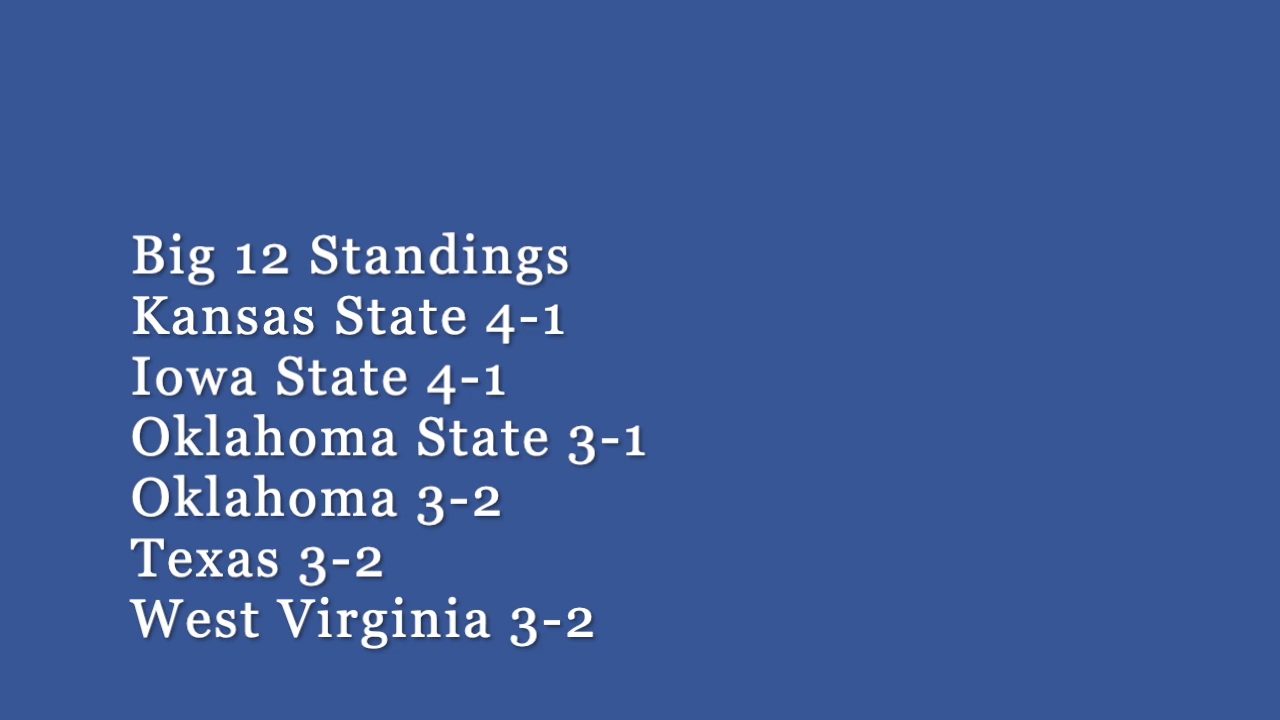 Big 12 Standings
Kansas State 4-1
Iowa State 4-1
Oklahoma State 3-1
Oklahoma 3-2
Texas 3-2
West Virginia 3-2